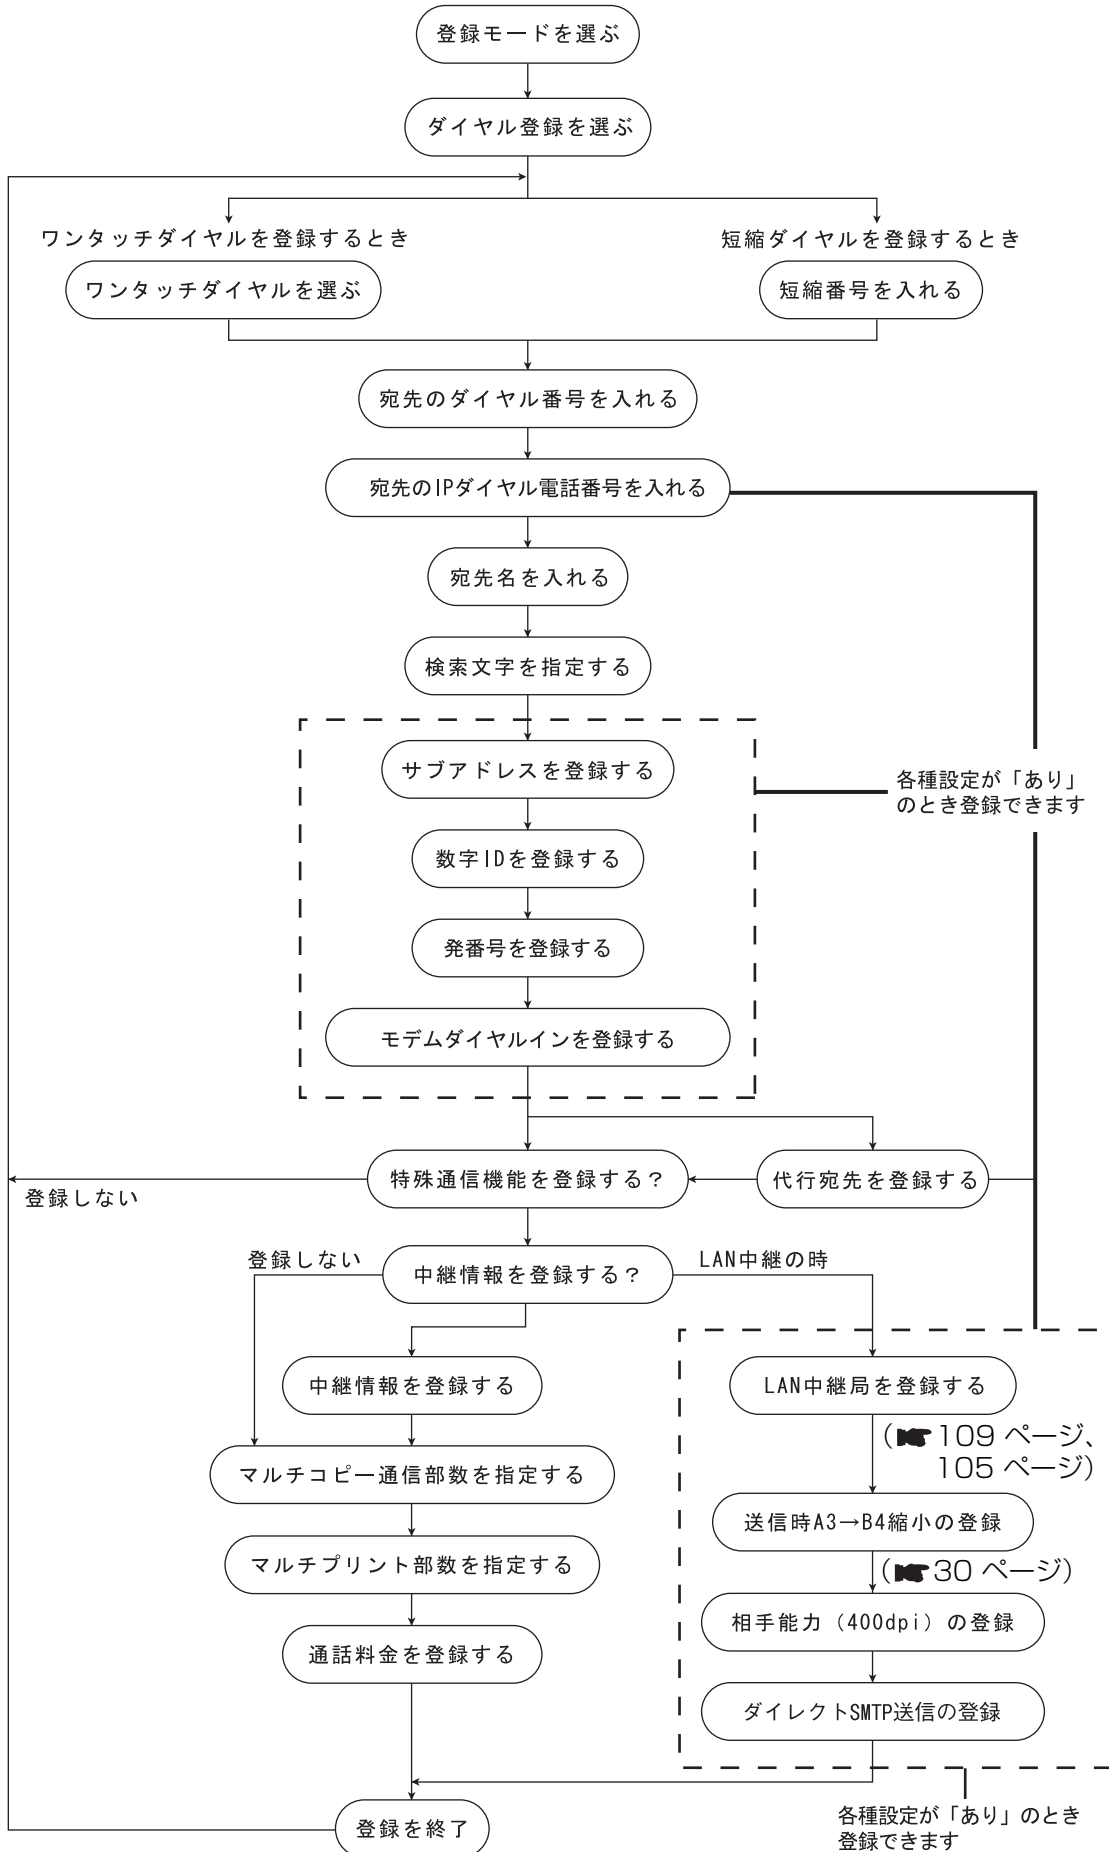 登録モードを選ぶ
ダイヤル登録を選ぶ
ワンタッチダイヤルを登録するとき
短縮ダイヤルを登録するとき
ワンタッチダイヤルを選ぶ
短縮番号を入れる
宛先のダイヤル番号を入れる
宛先のIPダイヤル電話番号を入れる
宛先名を入れる
検索文字を指定する
サブアドレスを登録する
各種設定が「あり」
のとき登録できます
数字IDを登録する
発番号を登録する
モデムダイヤルインを登録する
特殊通信機能を登録する？
代行宛先を登録する
登録しない
登録しない
中継情報を登録する？
LAN中継の時
中継情報を登録する
LAN中継局を登録する
(☛109 ページ、
105 ページ)
マルチコピー通信部数を指定する
送信時A3→B4縮小の登録
(☛30 ページ)
マルチプリント部数を指定する
相手能力（400dpi）の登録
通話料金を登録する
ダイレクトSMTP送信の登録
登録を終了
各種設定が「あり」のとき
登録できます